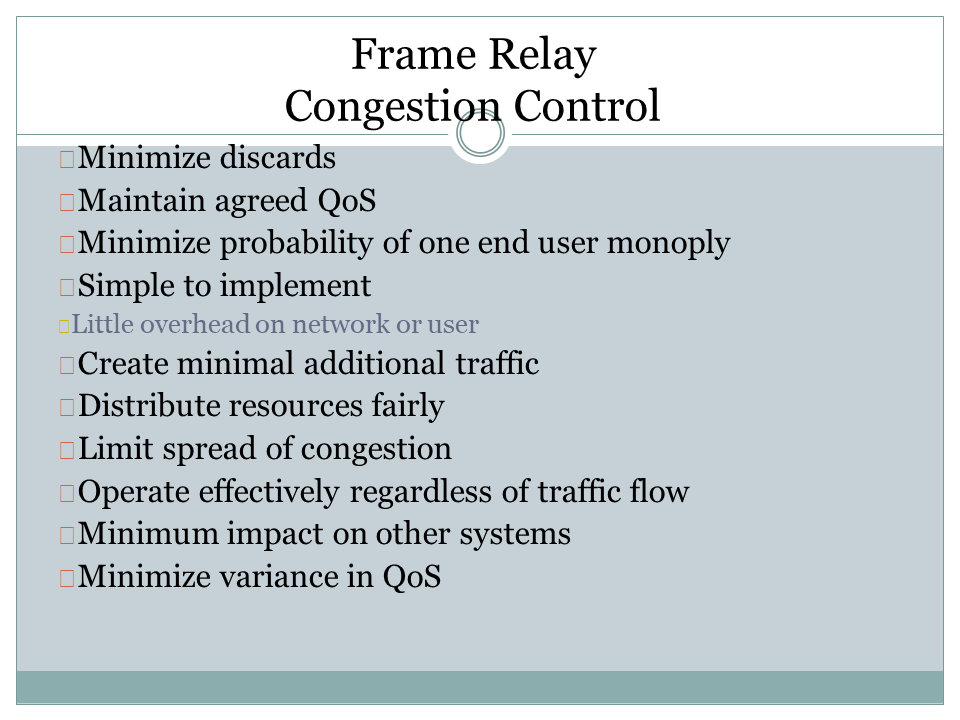 Frame Relay
Congestion Control
Minimize discards
Maintain agreed QoS
Minimize probability of one end user monoply
Simple to implement
Little overhead on network or user
Create minimal additional traffic
Distribute resources fairly
Limit spread of congestion
Operate effectively regardless of traffic flow
Minimum impact on other systems
Minimize variance in QoS